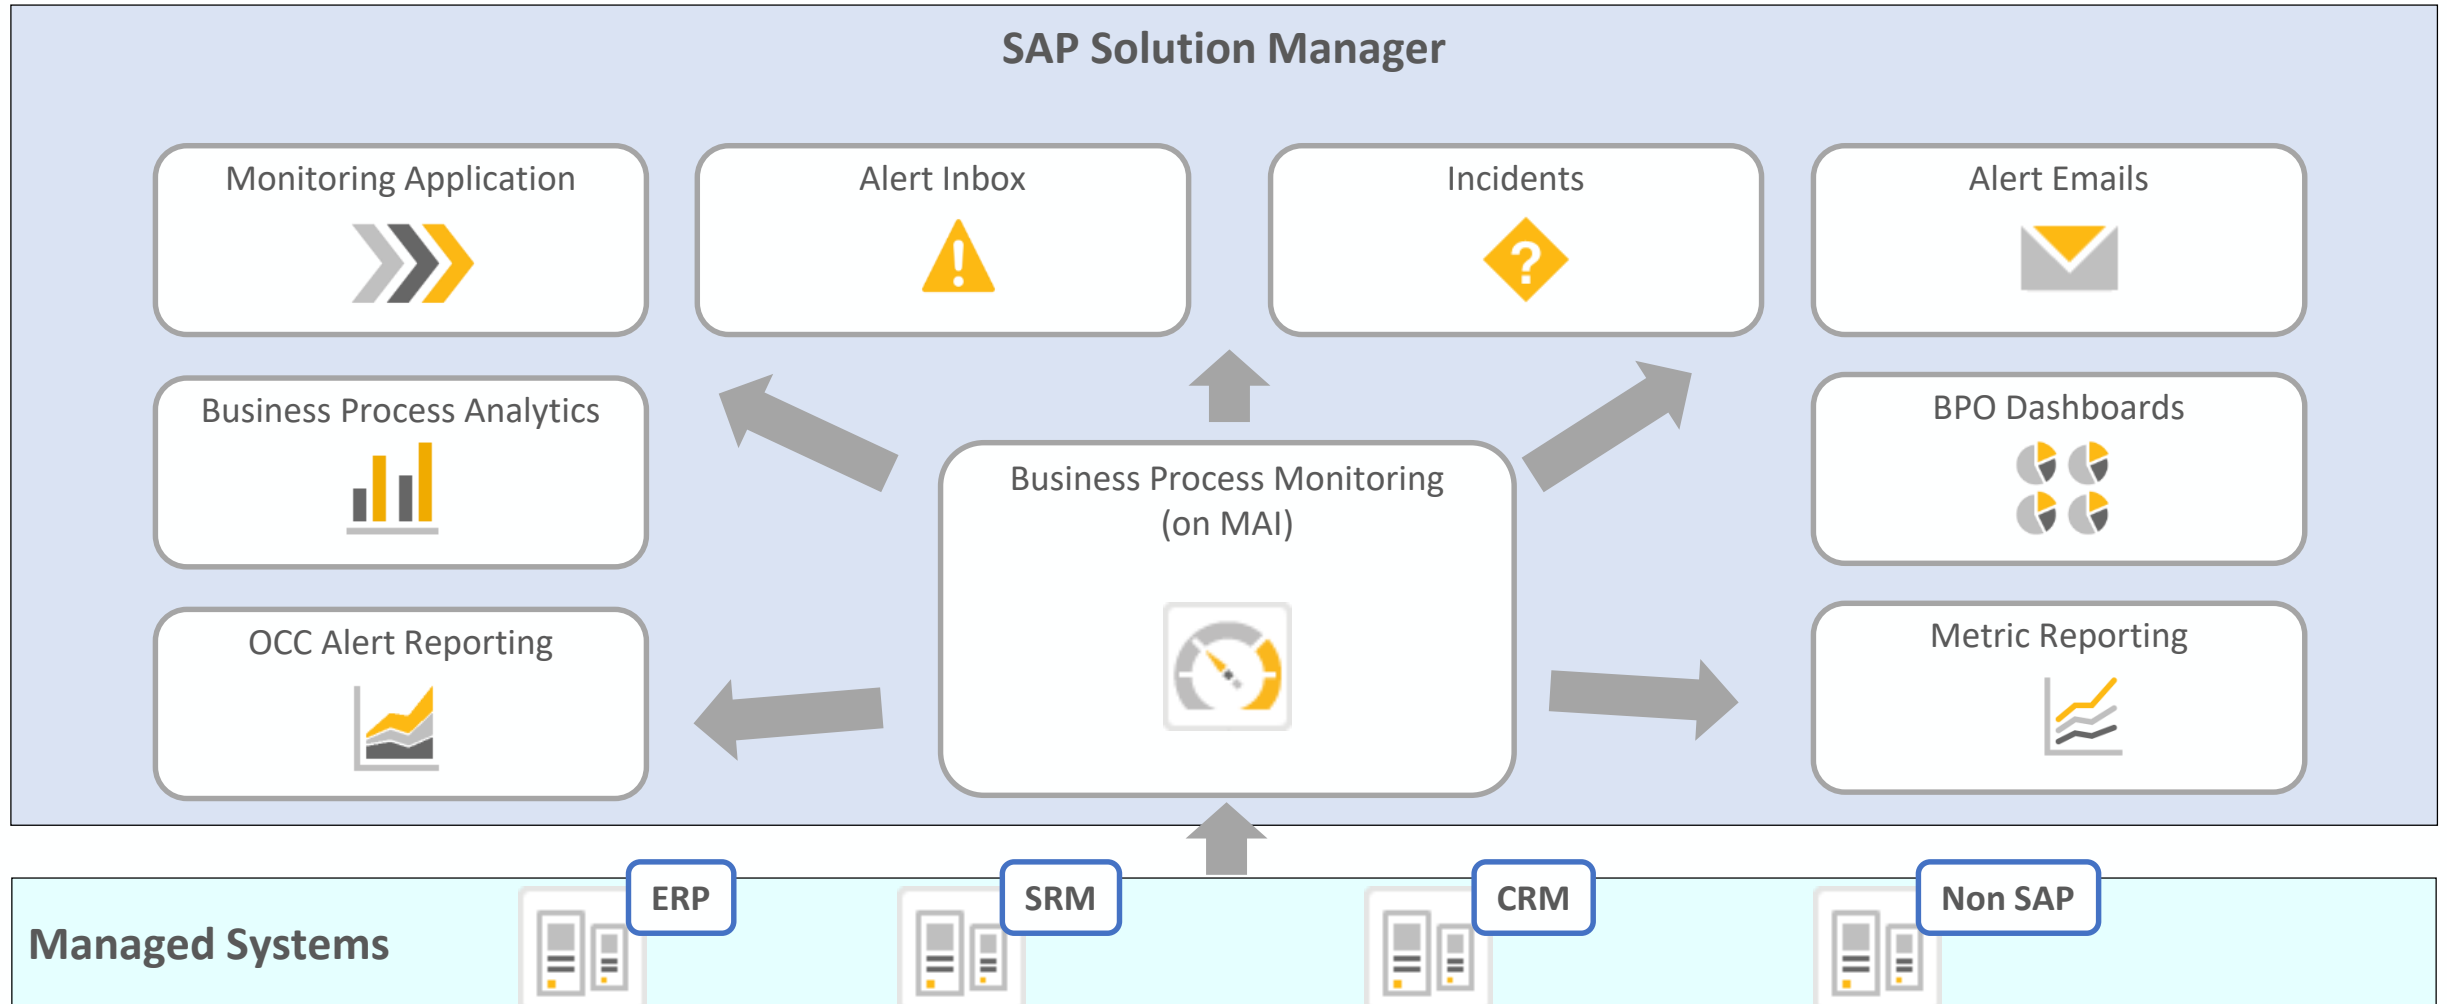 SAP Solution Manager
Monitoring Application
Alert Inbox
Incidents
Alert Emails
Business Process Analytics
BPO Dashboards
Business Process Monitoring
(on MAI)
OCC Alert Reporting
Metric Reporting
ERP
SRM
CRM
Non SAP
Managed Systems